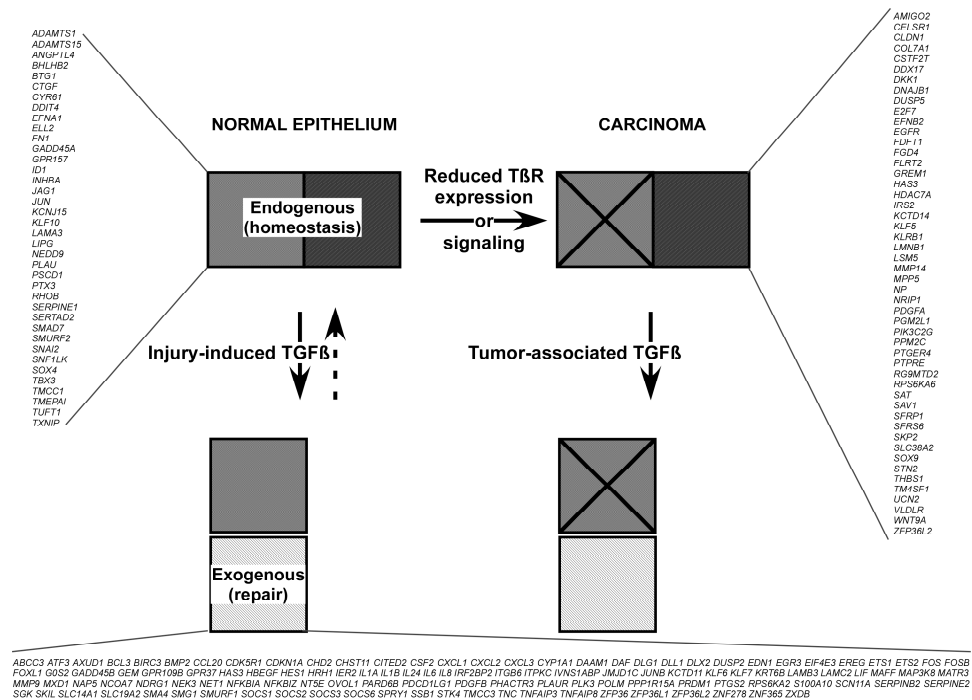 ADAMTS1
ADAMTS15
ANGPTL4
BHLHB2
BTG1
CTGF
CYR61
DDIT4
EFNA1
ELL2
FN1
GADD45A
GPR157
ID1
INHBA
JAG1
JUN
KCNJ15
KLF10
LAMA3
LIPG
NEDD9
PLAU
PSCD1
PTX3
RHOB
SERPINE1
SERTAD2
SMAD7
SMURF2
SNAI2
SNF1LK
SOX4
TBX3
TMCC1
TMEPAI
TUFT1
TXNIP
NORMAL EPITHELIUM
Endogenous
(homeostasis)
Reduced TßR
expression
or
signaling
CARCINOMA
Injury-induced TGFß
Tumor-associated TGFß
Exogenous
(repair)
AMIGO2
CELSR1
CLDN1
COL7A1
CSTF2T
DDX17
DKK1
DNAJB1
DUSP5
E2F7
EFNB2
EGFR
FDFT1
FGD4
FLRT2
GREM1
HAS3
HDAC7A
IRS2
KCTD14
KLF5
KLRB1
LMNB1
LSM5
MMP14
MPP5
NP
NRIP1
PDGFA
PGM2L1
PIK3C2G
PPM2C
PTGER4
PTPRE
RG9MTD2
RPS6KA6
SAT
SAV1
SFRP1
SFRS6
SKP2
SLC38A2
SOX9
STN2
THBS1
TM4SF1
UCN2
VLDLR
WNT9A
ZFP36L2
ABCC3 ATF3 AXUD1 BCL3 BIRC3 BMP2 CCL20 CDK5R1 CDKN1A CHD2 CHST11 CITED2 CSF2 CXCL1 CXCL2 CXCL3 CYP1A1 DAAM1 DAF DLG1 DLL1 DLX2 DUSP2 EDN1 EGR3 EIF4E3 EREG ETS1 ETS2 FOS FOSB
FOXL1 G0S2 GADD45B GEM GPR109B GPR37 HAS3 HBEGF HES1 HRH1 IER2 IL1A IL1B IL24 IL6 IL8 IRF2BP2 ITGB6 ITPKC IVNS1ABP JMJD1C JUNB KCTD11 KLF6 KLF7 KRT6B LAMB3 LAMC2 LIF MAFF MAP3K8 MATR3
MMP9 MXD1 NAP5 NCOA7 NDRG1 NEK3 NET1 NFKBIA NFKBIZ NT5E OVOL1 PARD6B PDCD1LG1 PDGFB PHACTR3 PLAUR PLK3 POLM PPP1R15A PRDM1 PTGS2 RPS6KA2 S100A10 SCN11A SERPINB2 SERPINE2
SGK SKIL SLC14A1 SLC19A2 SMA4 SMG1 SMURF1 SOCS1 SOCS2 SOCS3 SOCS6 SPRY1 SSB1 STK4 TMCC3 TNC TNFAIP3 TNFAIP8 ZFP36 ZFP36L1 ZFP36L2 ZNF278 ZNF365 ZXDB